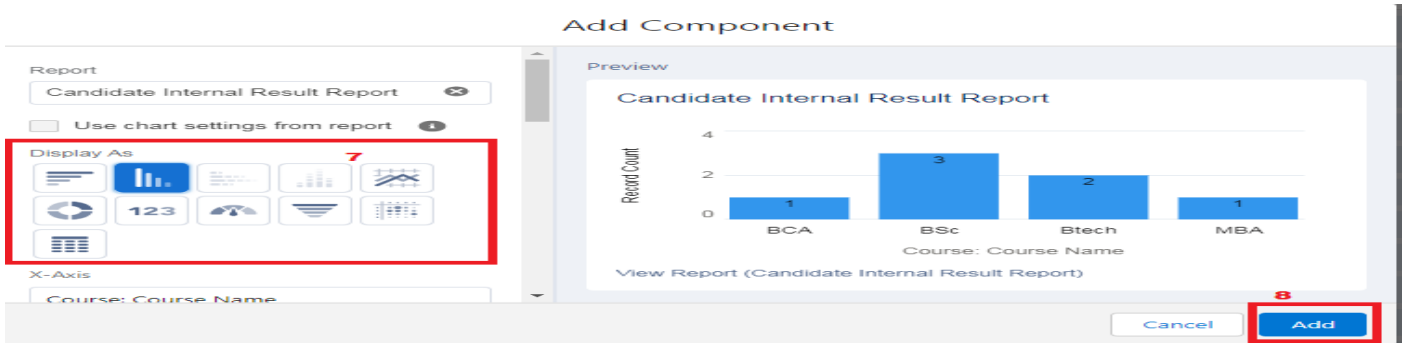 Add Component
Report
Candidate Internal Result Report
Use chart settings from report
Display As
7
123
X-Axis
Course: Course Name
Preview
Candidate Internal Result Report
Record Count
4
2
0
1
3
2
1
BCA BSc Btech MBA
Course: Course Name
View Report (Candidate Internal Result Report)
8
Cancel Add